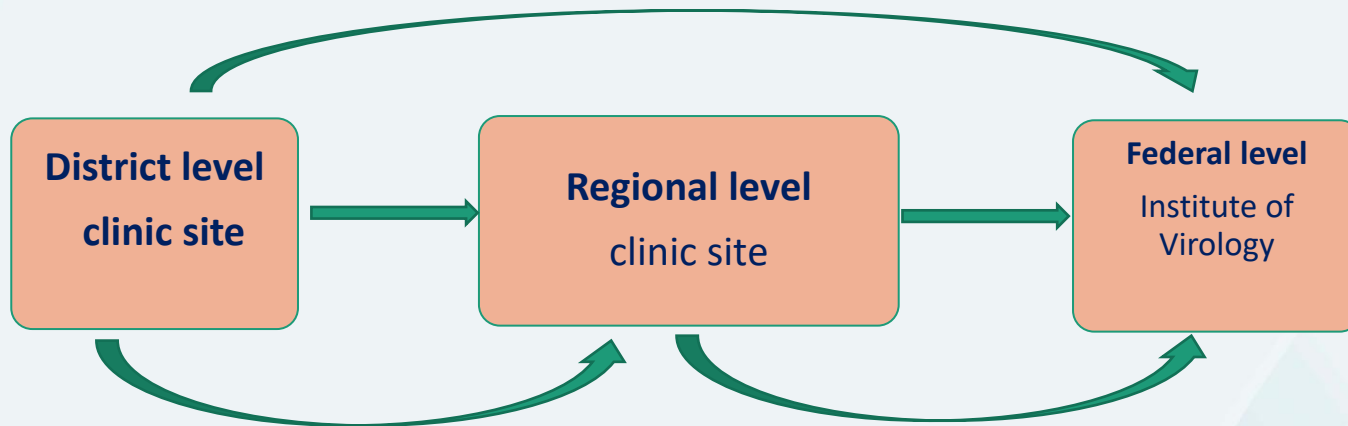 District level
clinic site
Regional level
clinic site
Federal level
Institute of
Virology